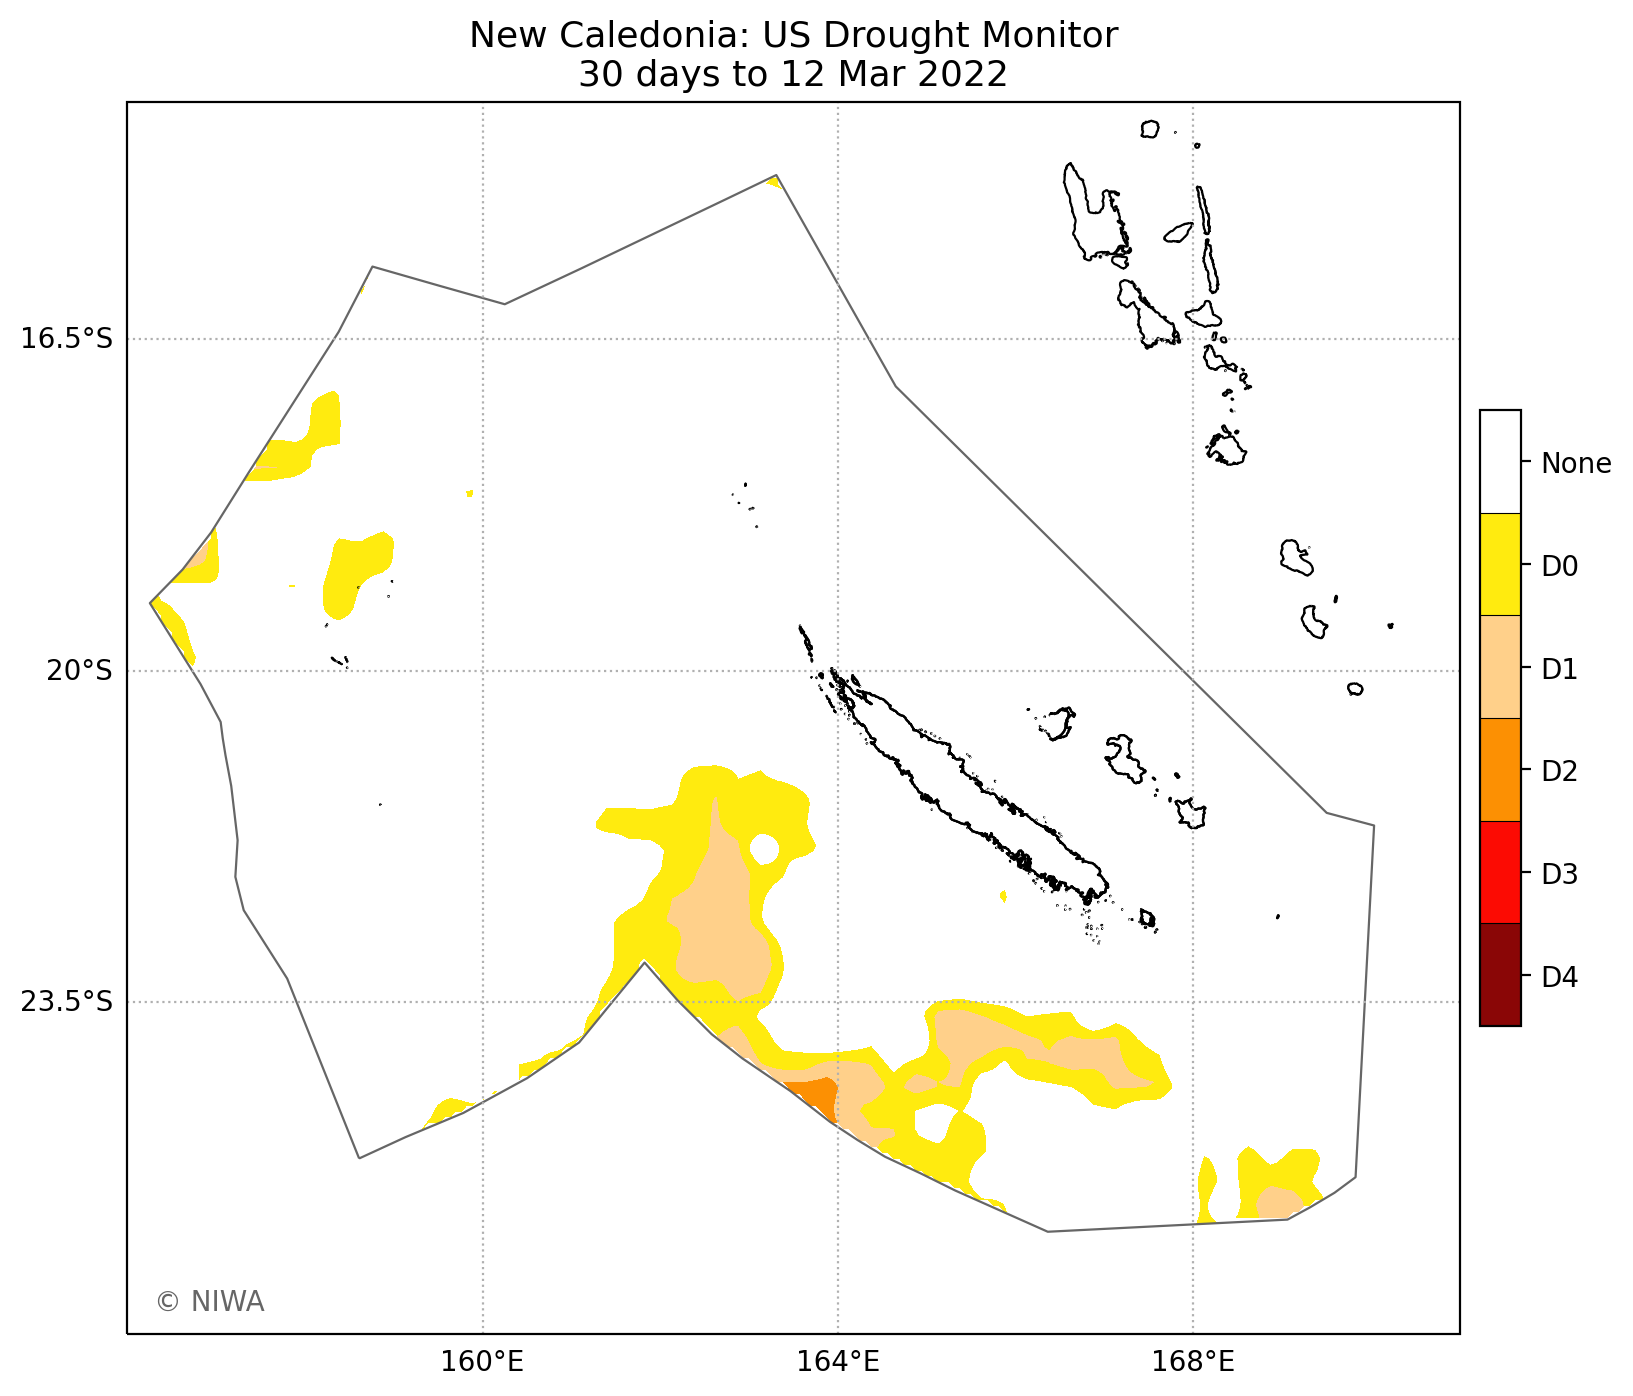 New Caledonia: US Drought Monitor
30 days to 12 Mar 2022
16.5°S
20°S
23.5°S
160°E
164°E
168°E
None
D0
D1
D2
D3
D4
© NIWA